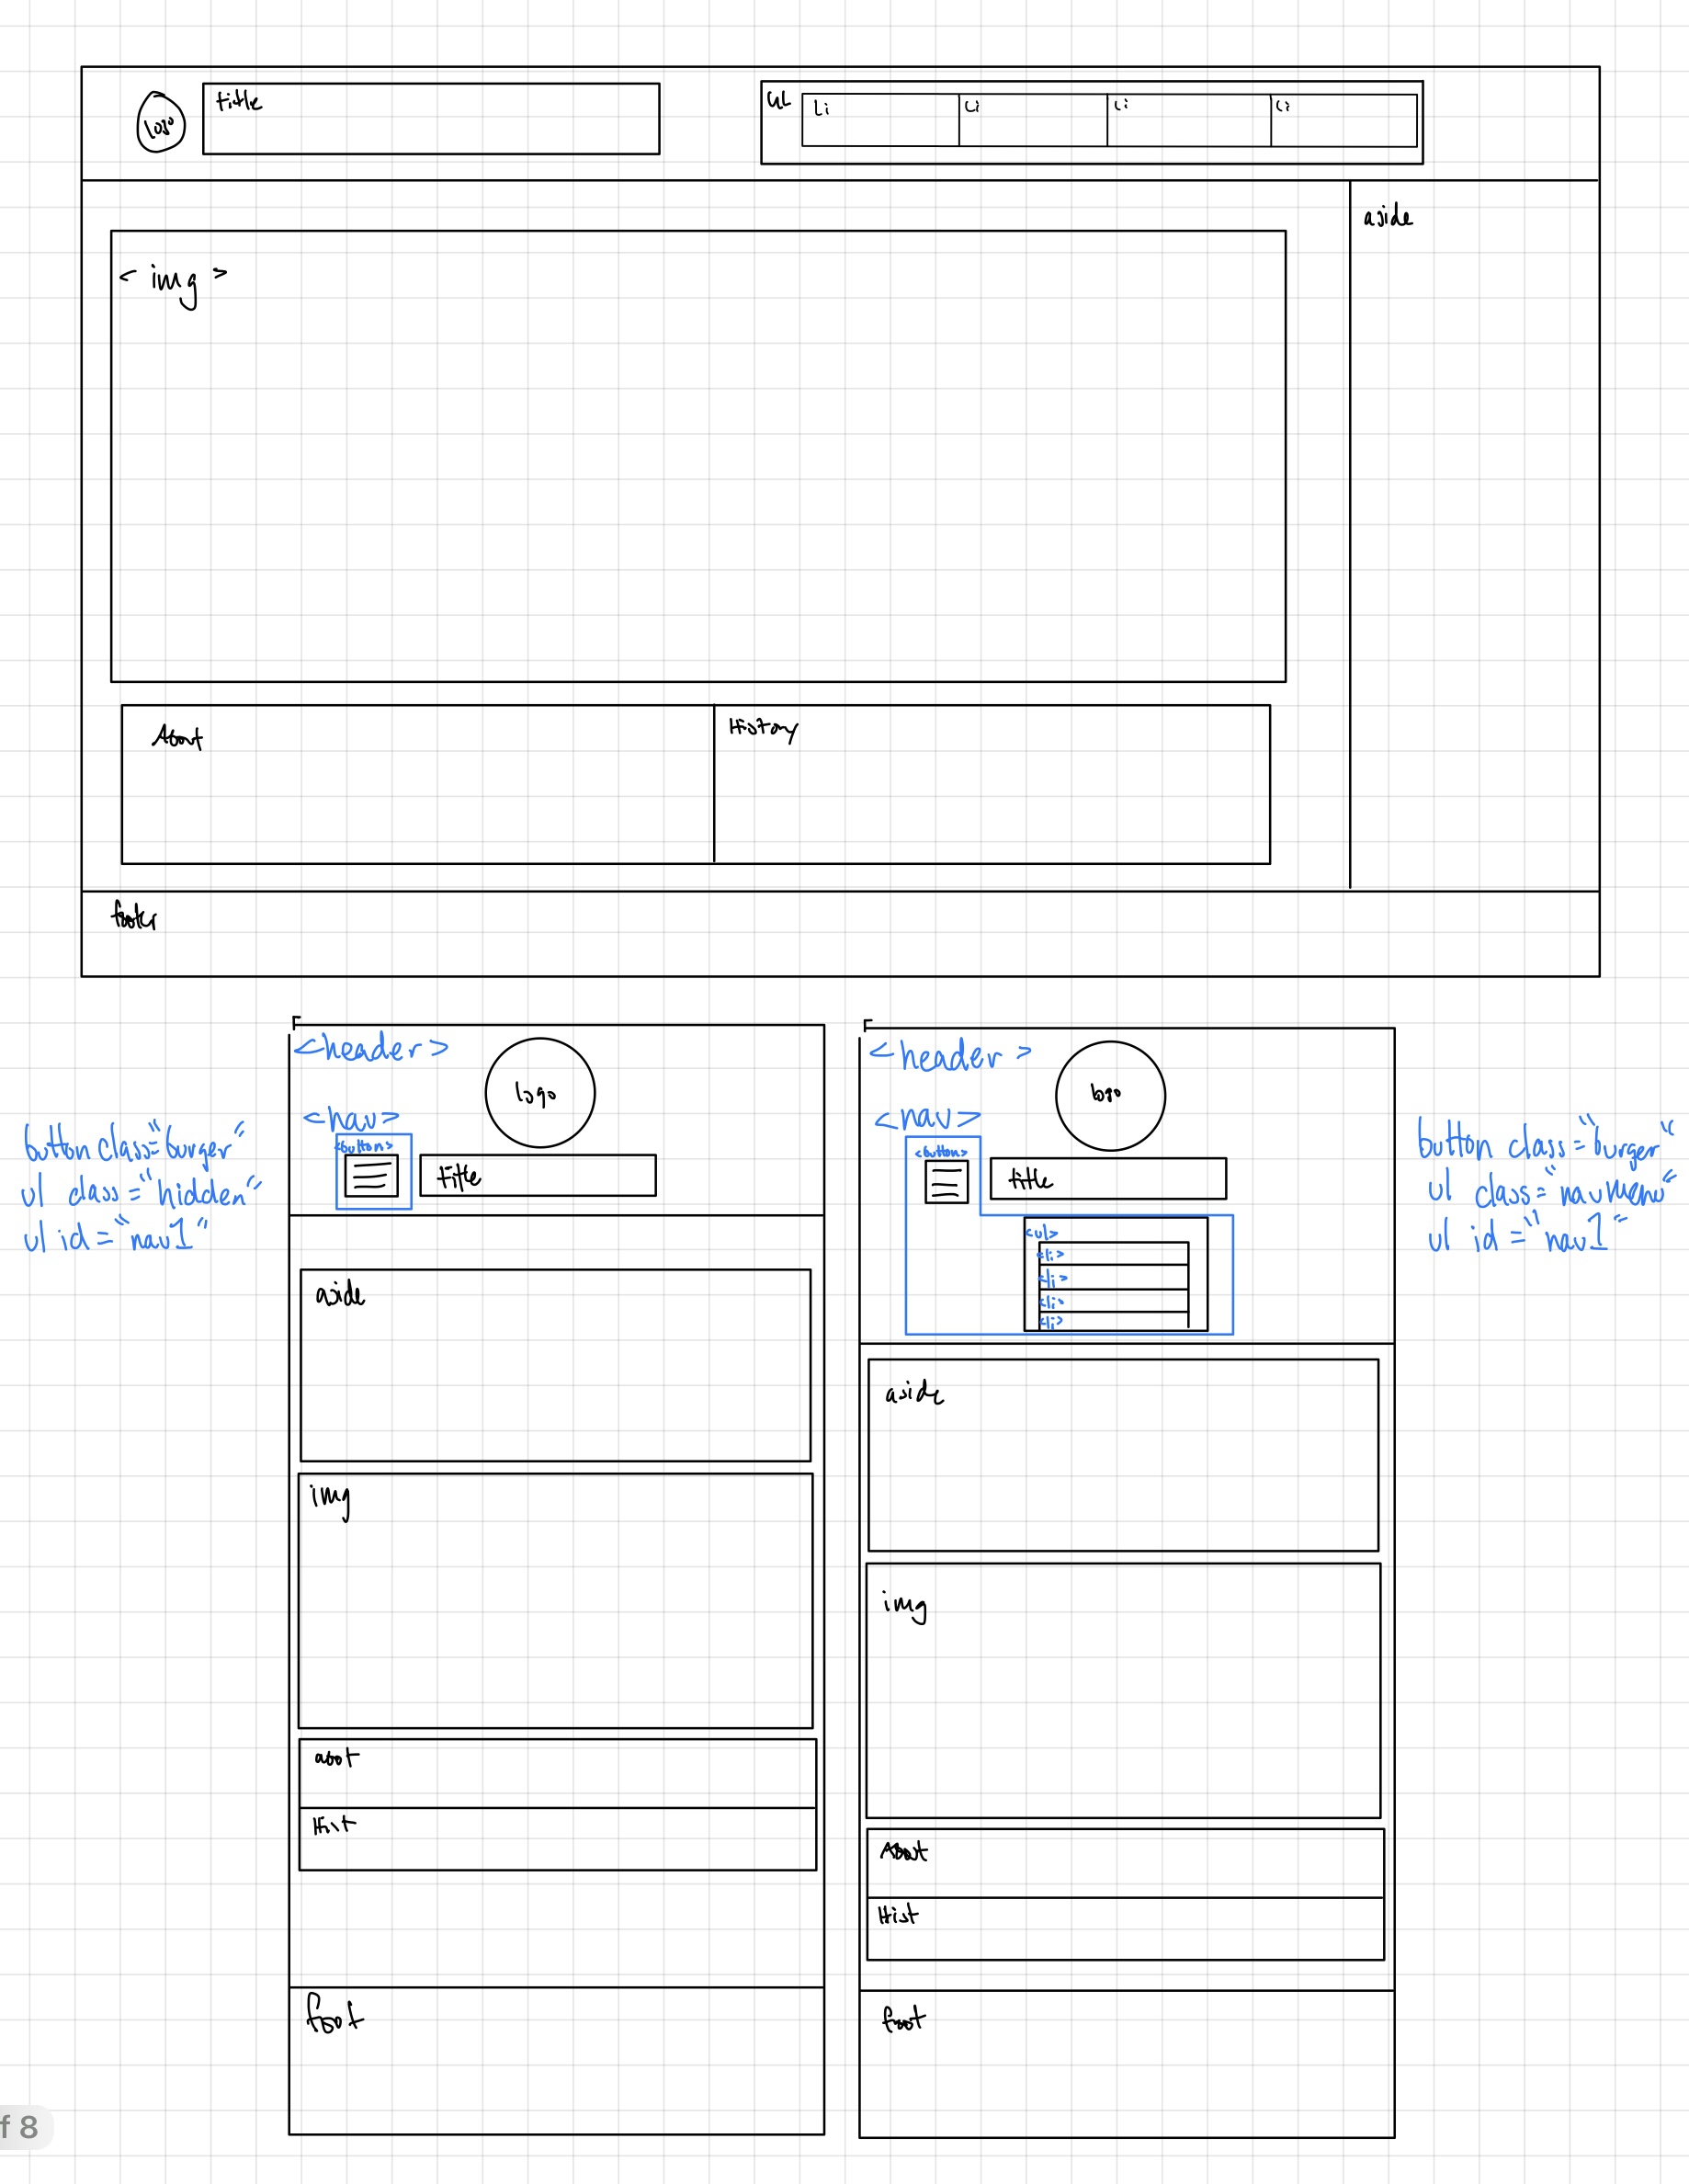 logo
title
UL
Li
Li
Li
Li
< img >
aside
About
History
footer
<header>
logo
<nav>
<button>
title
button class="burger"
ul class="hidden"
ul id="nav1"
aside
img
abot
Hist
foot
<header>
logo
<nav>
<button>
title
<ul>
<li>
<li>
<li>
<li>
button class="burger"
ul class="navMenu"
ul id="nav1"
aside
img
About
Hist
foot
f 8